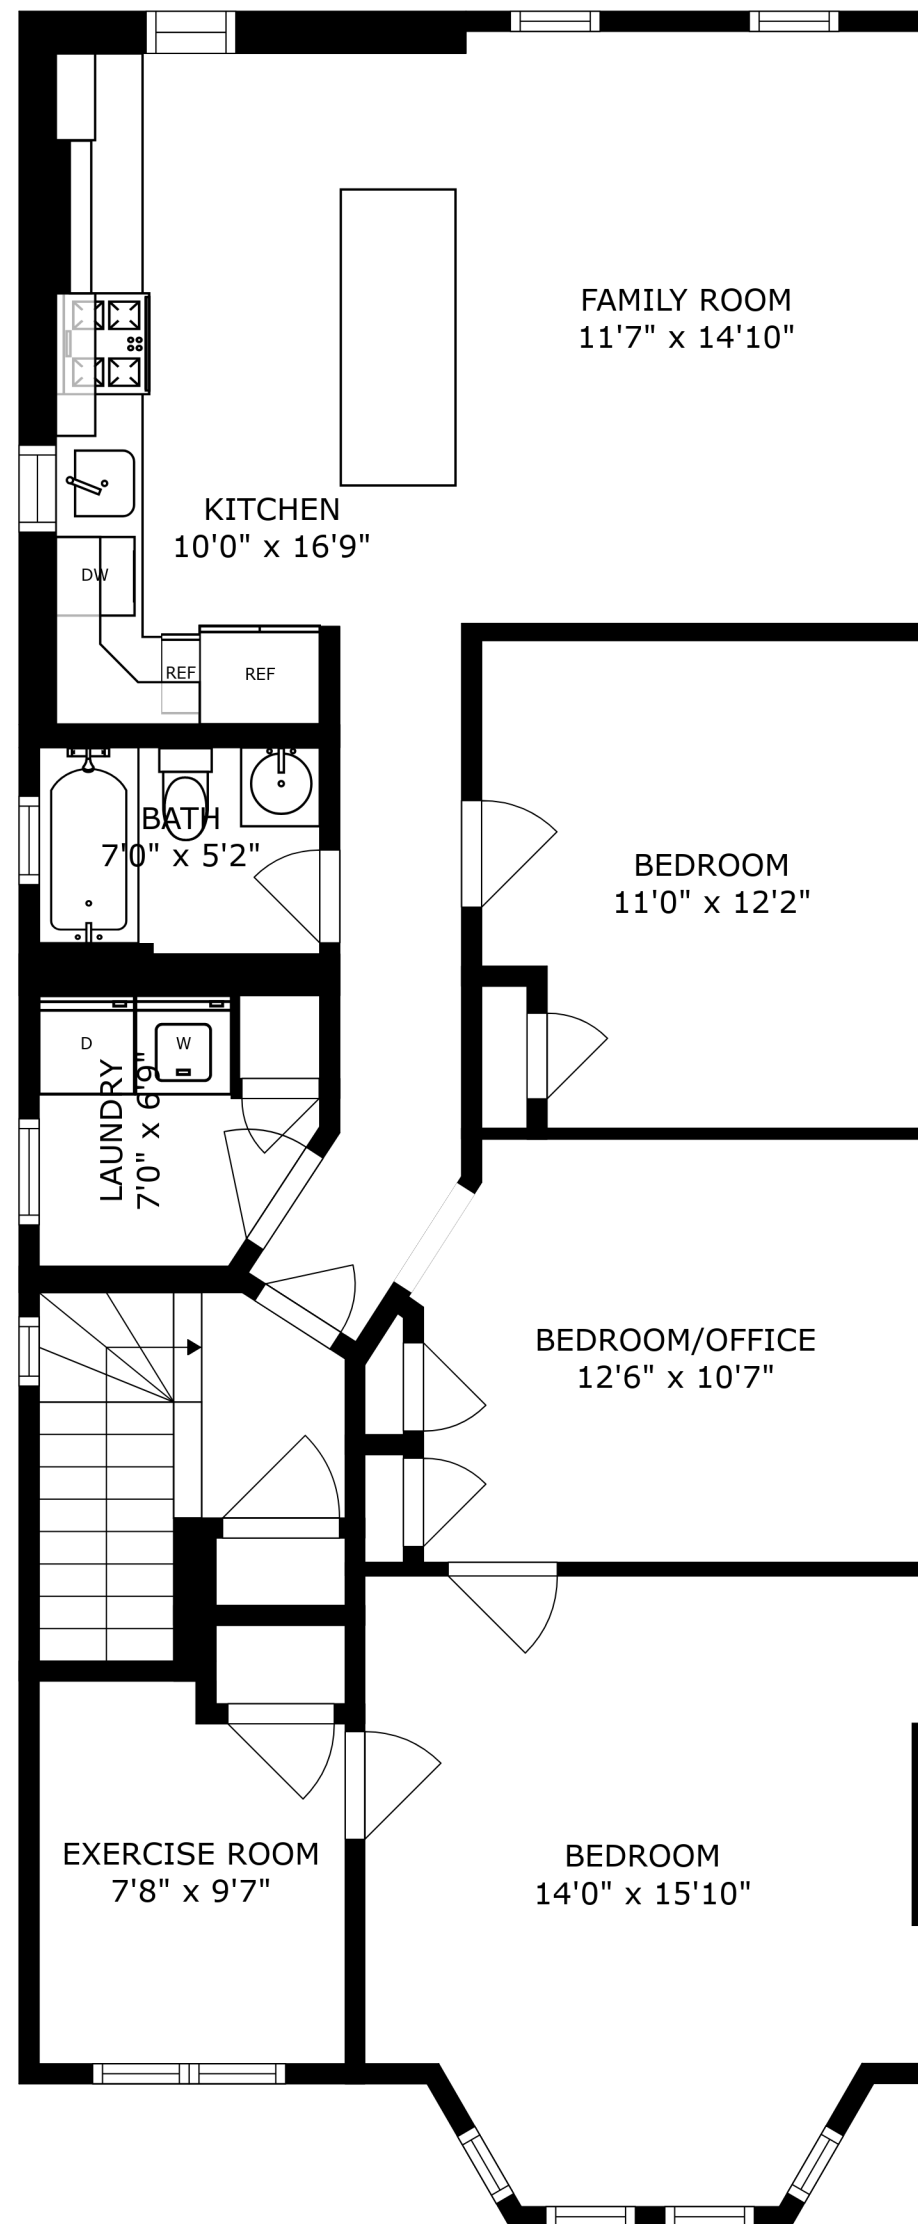 FAMILY ROOM
11'7" x 14'10"
KITCHEN
10'0" x 16'9"
DW
REF
REF
BATH
7'0" x 5'2"
BEDROOM
11'0" x 12'2"
D
W
LAUNDRY
7'0" x 6'9"
BEDROOM/OFFICE
12'6" x 10'7"
EXERCISE ROOM
7'8" x 9'7"
BEDROOM
14'0" x 15'10"